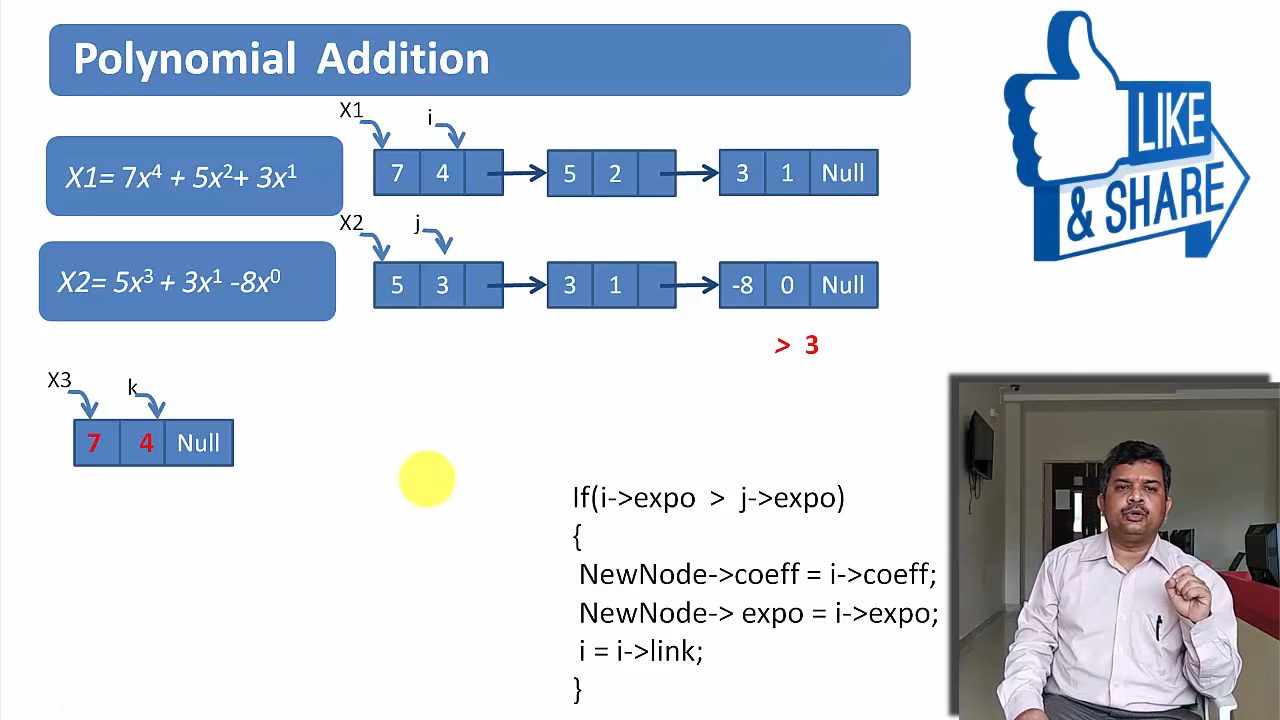 Polynomial Addition
X1
i
X1= 7x⁴ + 5x²+ 3x¹
7 4
5 2
3 1 Null
X2
j
X2= 5x³ + 3x¹ -8x⁰
5 3
3 1
-8 0 Null
> 3
LIKE
& SHARE
X3
k
7 4 Null
If(i->expo > j->expo)
{
NewNode->coeff = i->coeff;
NewNode-> expo = i->expo;
i = i->link;
}